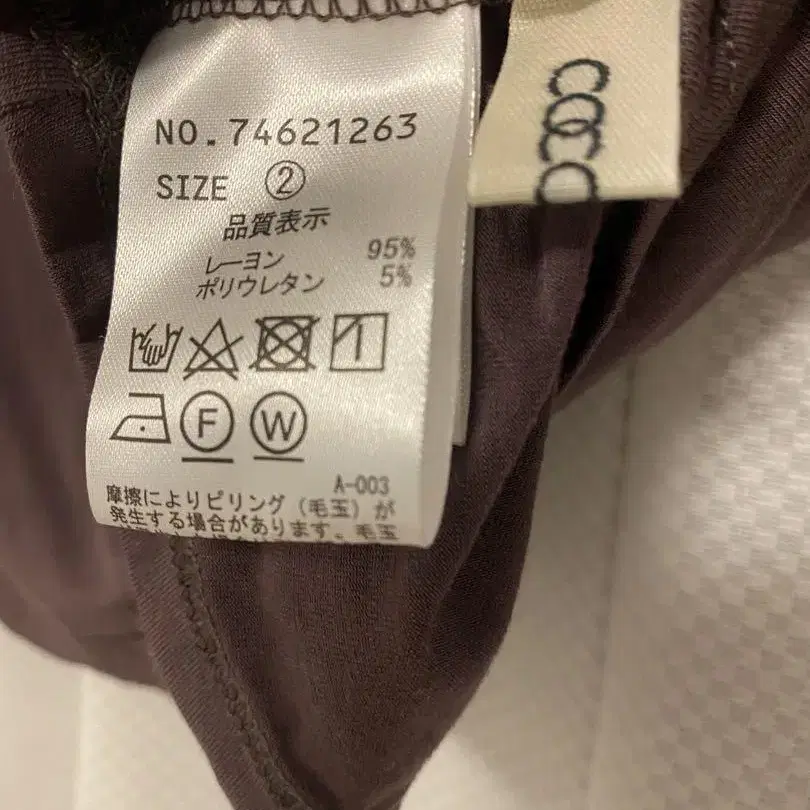 NO.74621263
SIZE ②
品質表示
レーヨン 95%
ポリウレタン 5%
F W
A-003
摩擦によりピリング(毛玉)が
発生する場合があります。毛玉
COCO